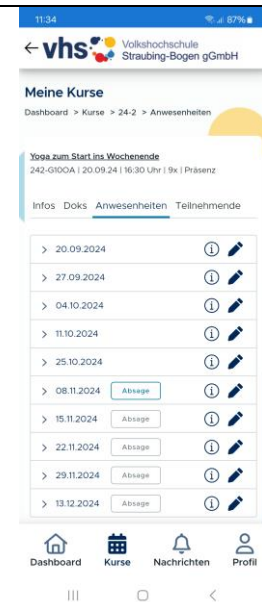 11:34 87%
vhs Volkshochschule
Straubing-Bogen gGmbH
Meine Kurse
Dashboard > Kurse > 24-2 > Anwesenheiten
Yoga zum Start ins Wochenende
242-G10OA | 20.09.24 | 16:30 Uhr | 9x | Präsenz
Infos Doks Anwesenheiten Teilnehmende
> 20.09.2024
> 27.09.2024
> 04.10.2024
> 11.10.2024
> 25.10.2024
> 08.11.2024 Absage
> 15.11.2024 Absage
> 22.11.2024 Absage
> 29.11.2024 Absage
> 13.12.2024 Absage
Dashboard Kurse Nachrichten Profil